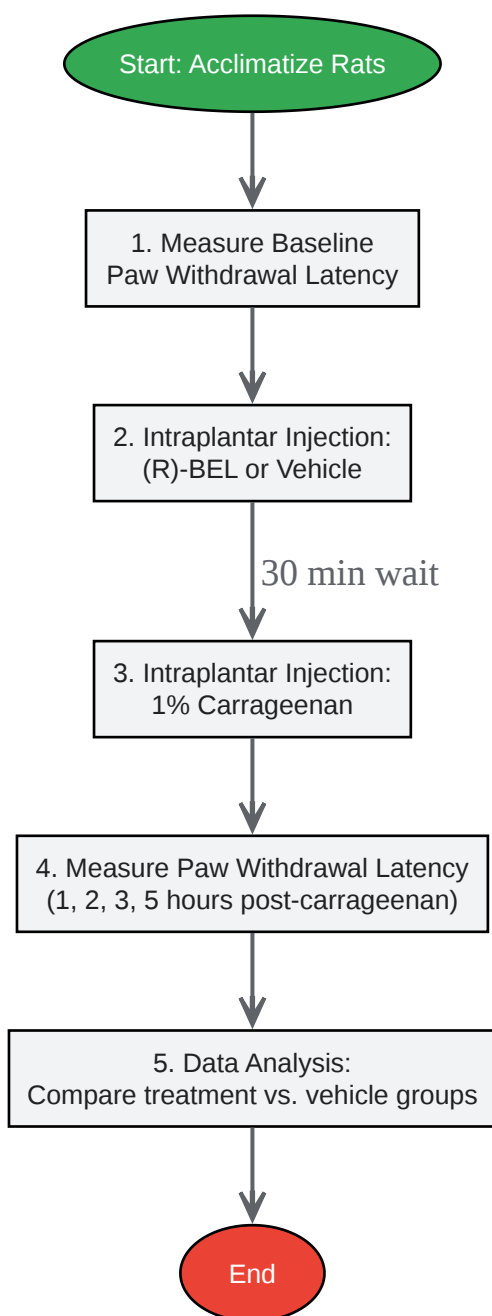 Start: Acclimatize Rats
1. Measure Baseline
Paw Withdrawal Latency
2. Intraplantar Injection:
(R)-BEL or Vehicle
30 min wait
3. Intraplantar Injection:
1% Carrageenan
4. Measure Paw Withdrawal Latency
(1, 2, 3, 5 hours post-carrageenan)
5. Data Analysis:
Compare treatment vs. vehicle groups
End